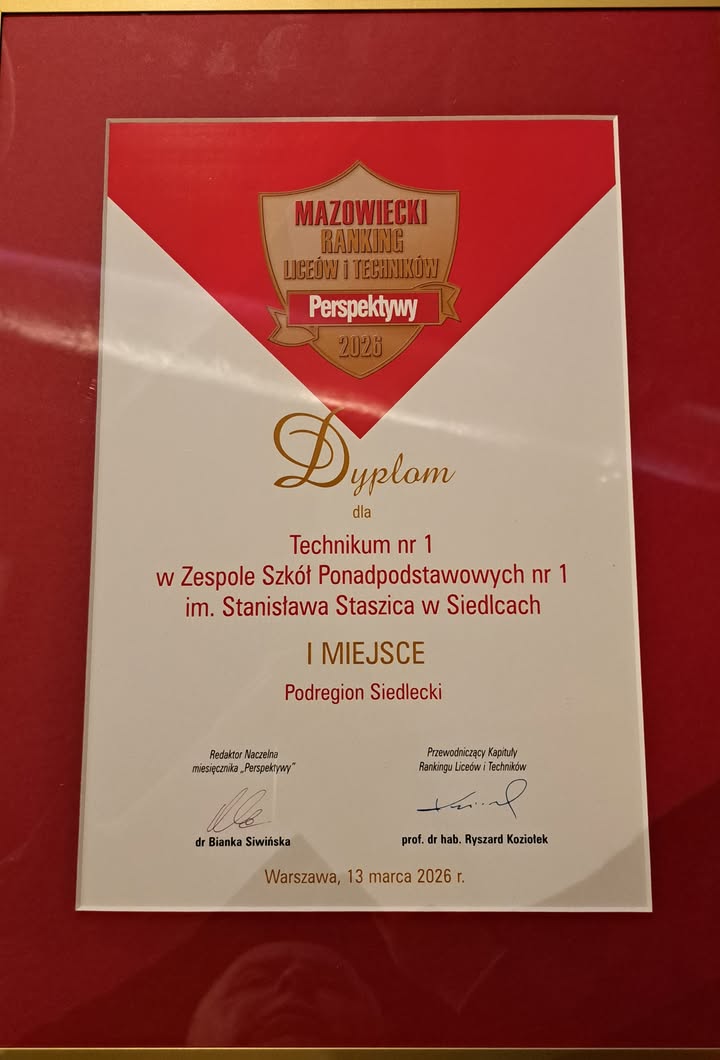 MAZOWIECKI
RANKING
LICEÓW i TECHNIKÓW
Perspektywy
2026
Dyplom
dla
Technikum nr 1
w Zespole Szkół Ponadpodstawowych nr 1
im. Stanisława Staszica w Siedlcach
I MIEJSCE
Podregion Siedlecki
Redaktor Naczelna
miesięcznika „Perspektywy”
dr Bianka Siwińska
Przewodniczący Kapituły
Rankingu Liceów i Techników
prof. dr hab. Ryszard Koziołek
Warszawa, 13 marca 2026 r.